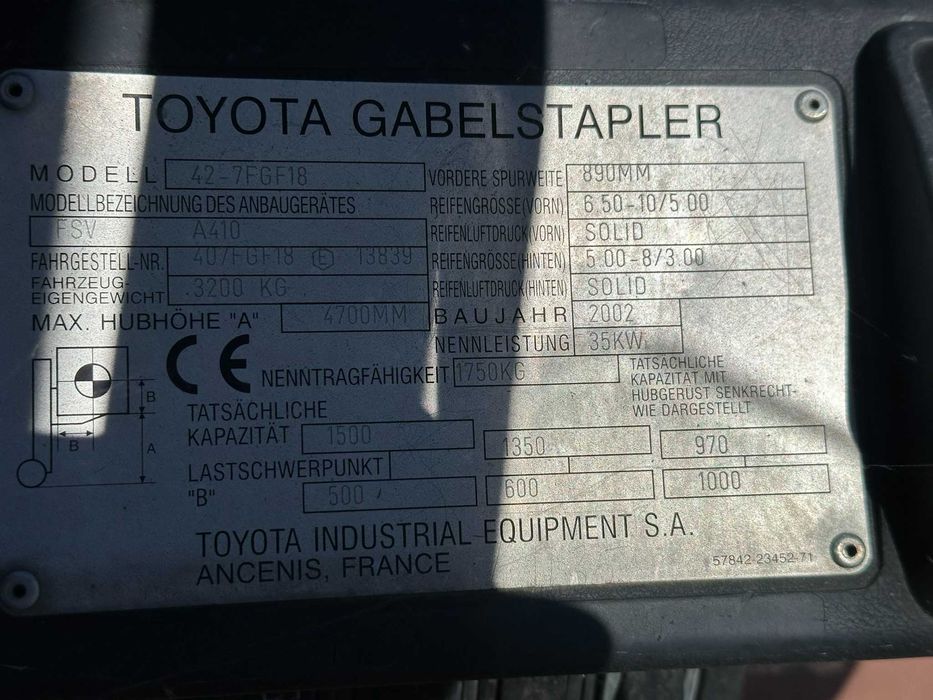 TOYOTA GABELSTAPLER
MODELL 42-7FGF18 VORDERE SPURWEITE 890MM
MODELLBEZEICHNUNG DES ANBAUGERÄTES REIFENGRÖSSE(VORN) 6.50-10/5.00
FSV A410 REIFENLUFTDRUCK(VORN) SOLID
FAHRGESTELL-NR. 407FGF18 E 13839 REIFENGRÖSSE(HINTEN) 5.00-8/3.00
FAHRZEUG-
EIGENGEWICHT 3200 KG REIFENLUFTDRUCK(HINTEN) SOLID
MAX. HUBHÖHE "A" 4700MM BAUJAHR 2002
NENNLEISTUNG 35KW
CE NENNTRAGFÄHIGKEIT 1750KG
TATSÄCHLICHE
KAPAZITÄT MIT
HUBGERÜST SENKRECHT-
WIE DARGESTELLT
B
B
A
TATSÄCHLICHE
KAPAZITÄT 1500 1350 970
LASTSCHWERPUNKT
"B" 500 600 1000
TOYOTA INDUSTRIAL EQUIPMENT S.A.
ANCENIS, FRANCE
57842-23452-71